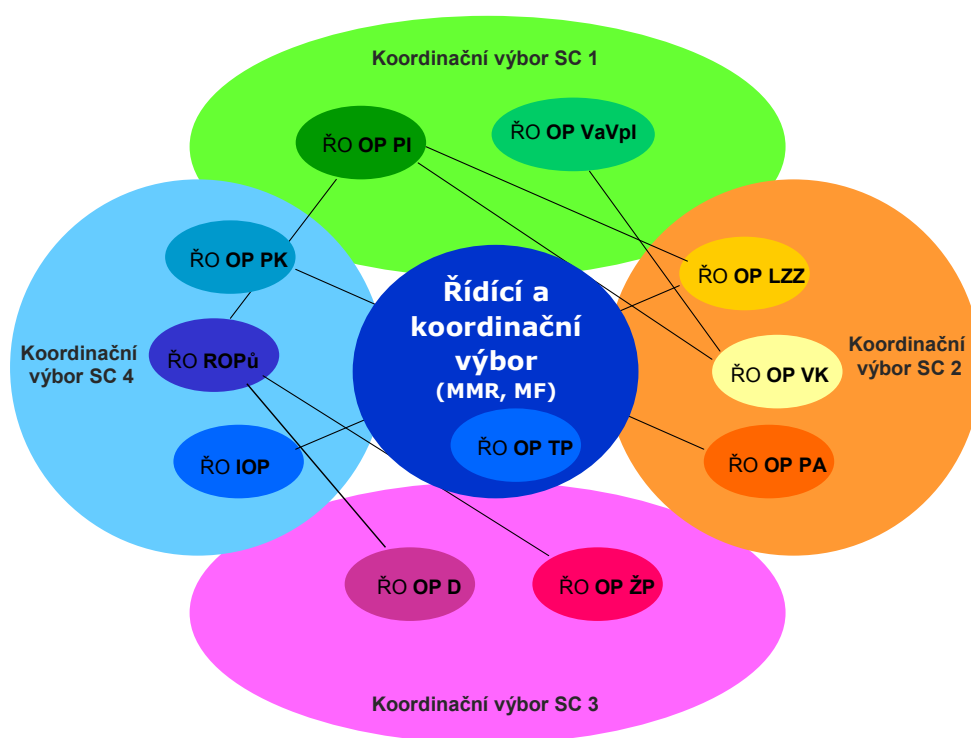 Koordinační výbor SC 1
ŘO OP PI
ŘO OP VaVpI
ŘO OP PK
ŘO OP LZZ
Řídící a
koordinační
výbor
(MMR, MF)
Koordinační
výbor SC 4
ŘO ROPů
ŘO OP VK
Koordinační
výbor SC 2
ŘO IOP
ŘO OP TP
ŘO OP PA
ŘO OP D
ŘO OP ŽP
Koordinační výbor SC 3